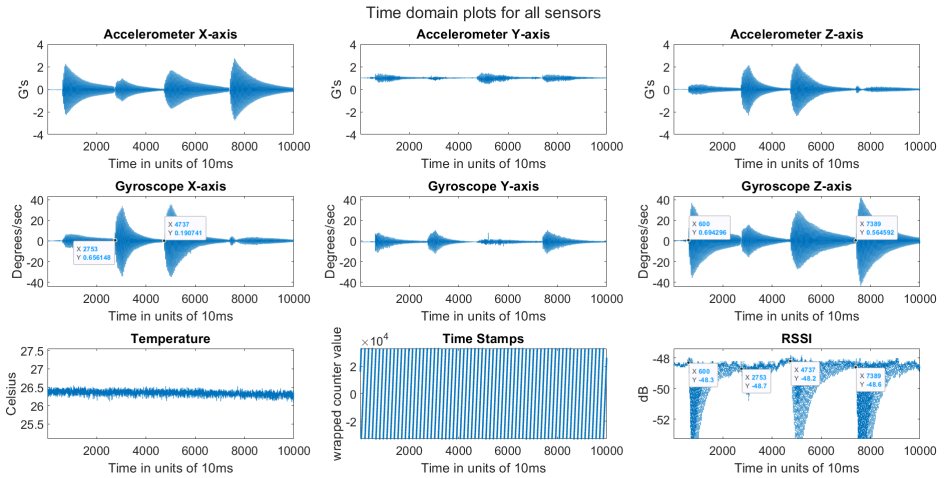 Time domain plots for all sensors
Accelerometer X-axis
Accelerometer Y-axis
Accelerometer Z-axis
4
2
0
-2
-4
G's
2000 4000 6000 8000 10000
Time in units of 10ms
4
2
0
-2
-4
G's
2000 4000 6000 8000 10000
Time in units of 10ms
4
2
0
-2
-4
G's
2000 4000 6000 8000 10000
Time in units of 10ms
Gyroscope X-axis
Gyroscope Y-axis
Gyroscope Z-axis
40
20
0
-20
-40
Degrees/sec
X 2753
Y 0.656148
X 4737
Y 0.190741
2000 4000 6000 8000 10000
Time in units of 10ms
40
20
0
-20
-40
Degrees/sec
2000 4000 6000 8000 10000
Time in units of 10ms
40
20
0
-20
-40
Degrees/sec
X 600
Y 0.694296
X 7389
Y 0.594592
2000 4000 6000 8000 10000
Time in units of 10ms
Temperature
Time Stamps
RSSI
27.5
27
26.5
26
25.5
Celsius
2000 4000 6000 8000 10000
Time in units of 10ms
×10⁴
2
0
-2
wrapped counter value
2000 4000 6000 8000 10000
Time in units of 10ms
-48
-50
-52
dB
X 600
Y -48.3
X 2753
Y -48.7
X 4737
Y -48.2
X 7389
Y -48.6
2000 4000 6000 8000 10000
Time in units of 10ms